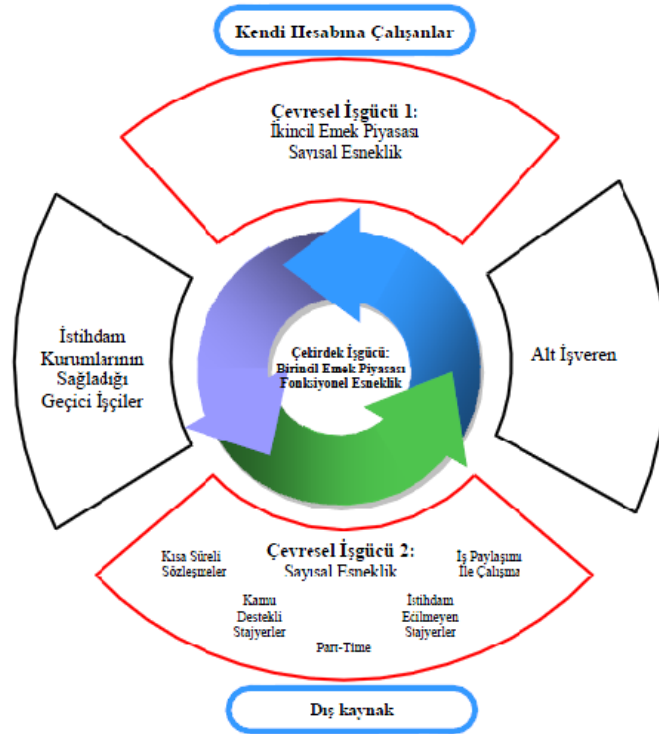 Kendi Hesabına Çalışanlar
Çevresel İşgücü 1:
İkincil Emek Piyasası
Sayısal Esneklik
İstihdam
Kurumlarının
Sağladığı
Geçici İşçiler
Çekirdek İşgücü:
Birincil Emek Piyasası
Fonksiyonel Esneklik
Alt İşveren
Çevresel İşgücü 2:
Sayısal Esneklik
Kısa Süreli
Sözleşmeler
İş Paylaşımı
İle Çalışma
Kamu
Destekli
Stajyerler
İstihdam
Edilmeyen
Stajyerler
Part-Time
Dış kaynak